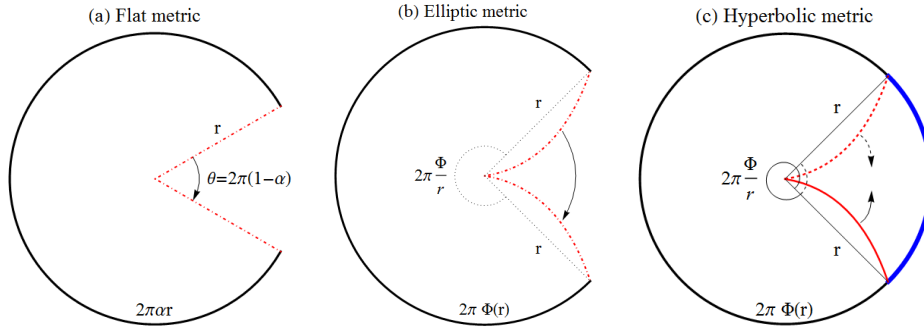 (a) Flat metric
r
θ=2π(1−α)
2παr
(b) Elliptic metric
r
2π Φ/r
r
2π Φ(r)
(c) Hyperbolic metric
r
2π Φ/r
r
2π Φ(r)